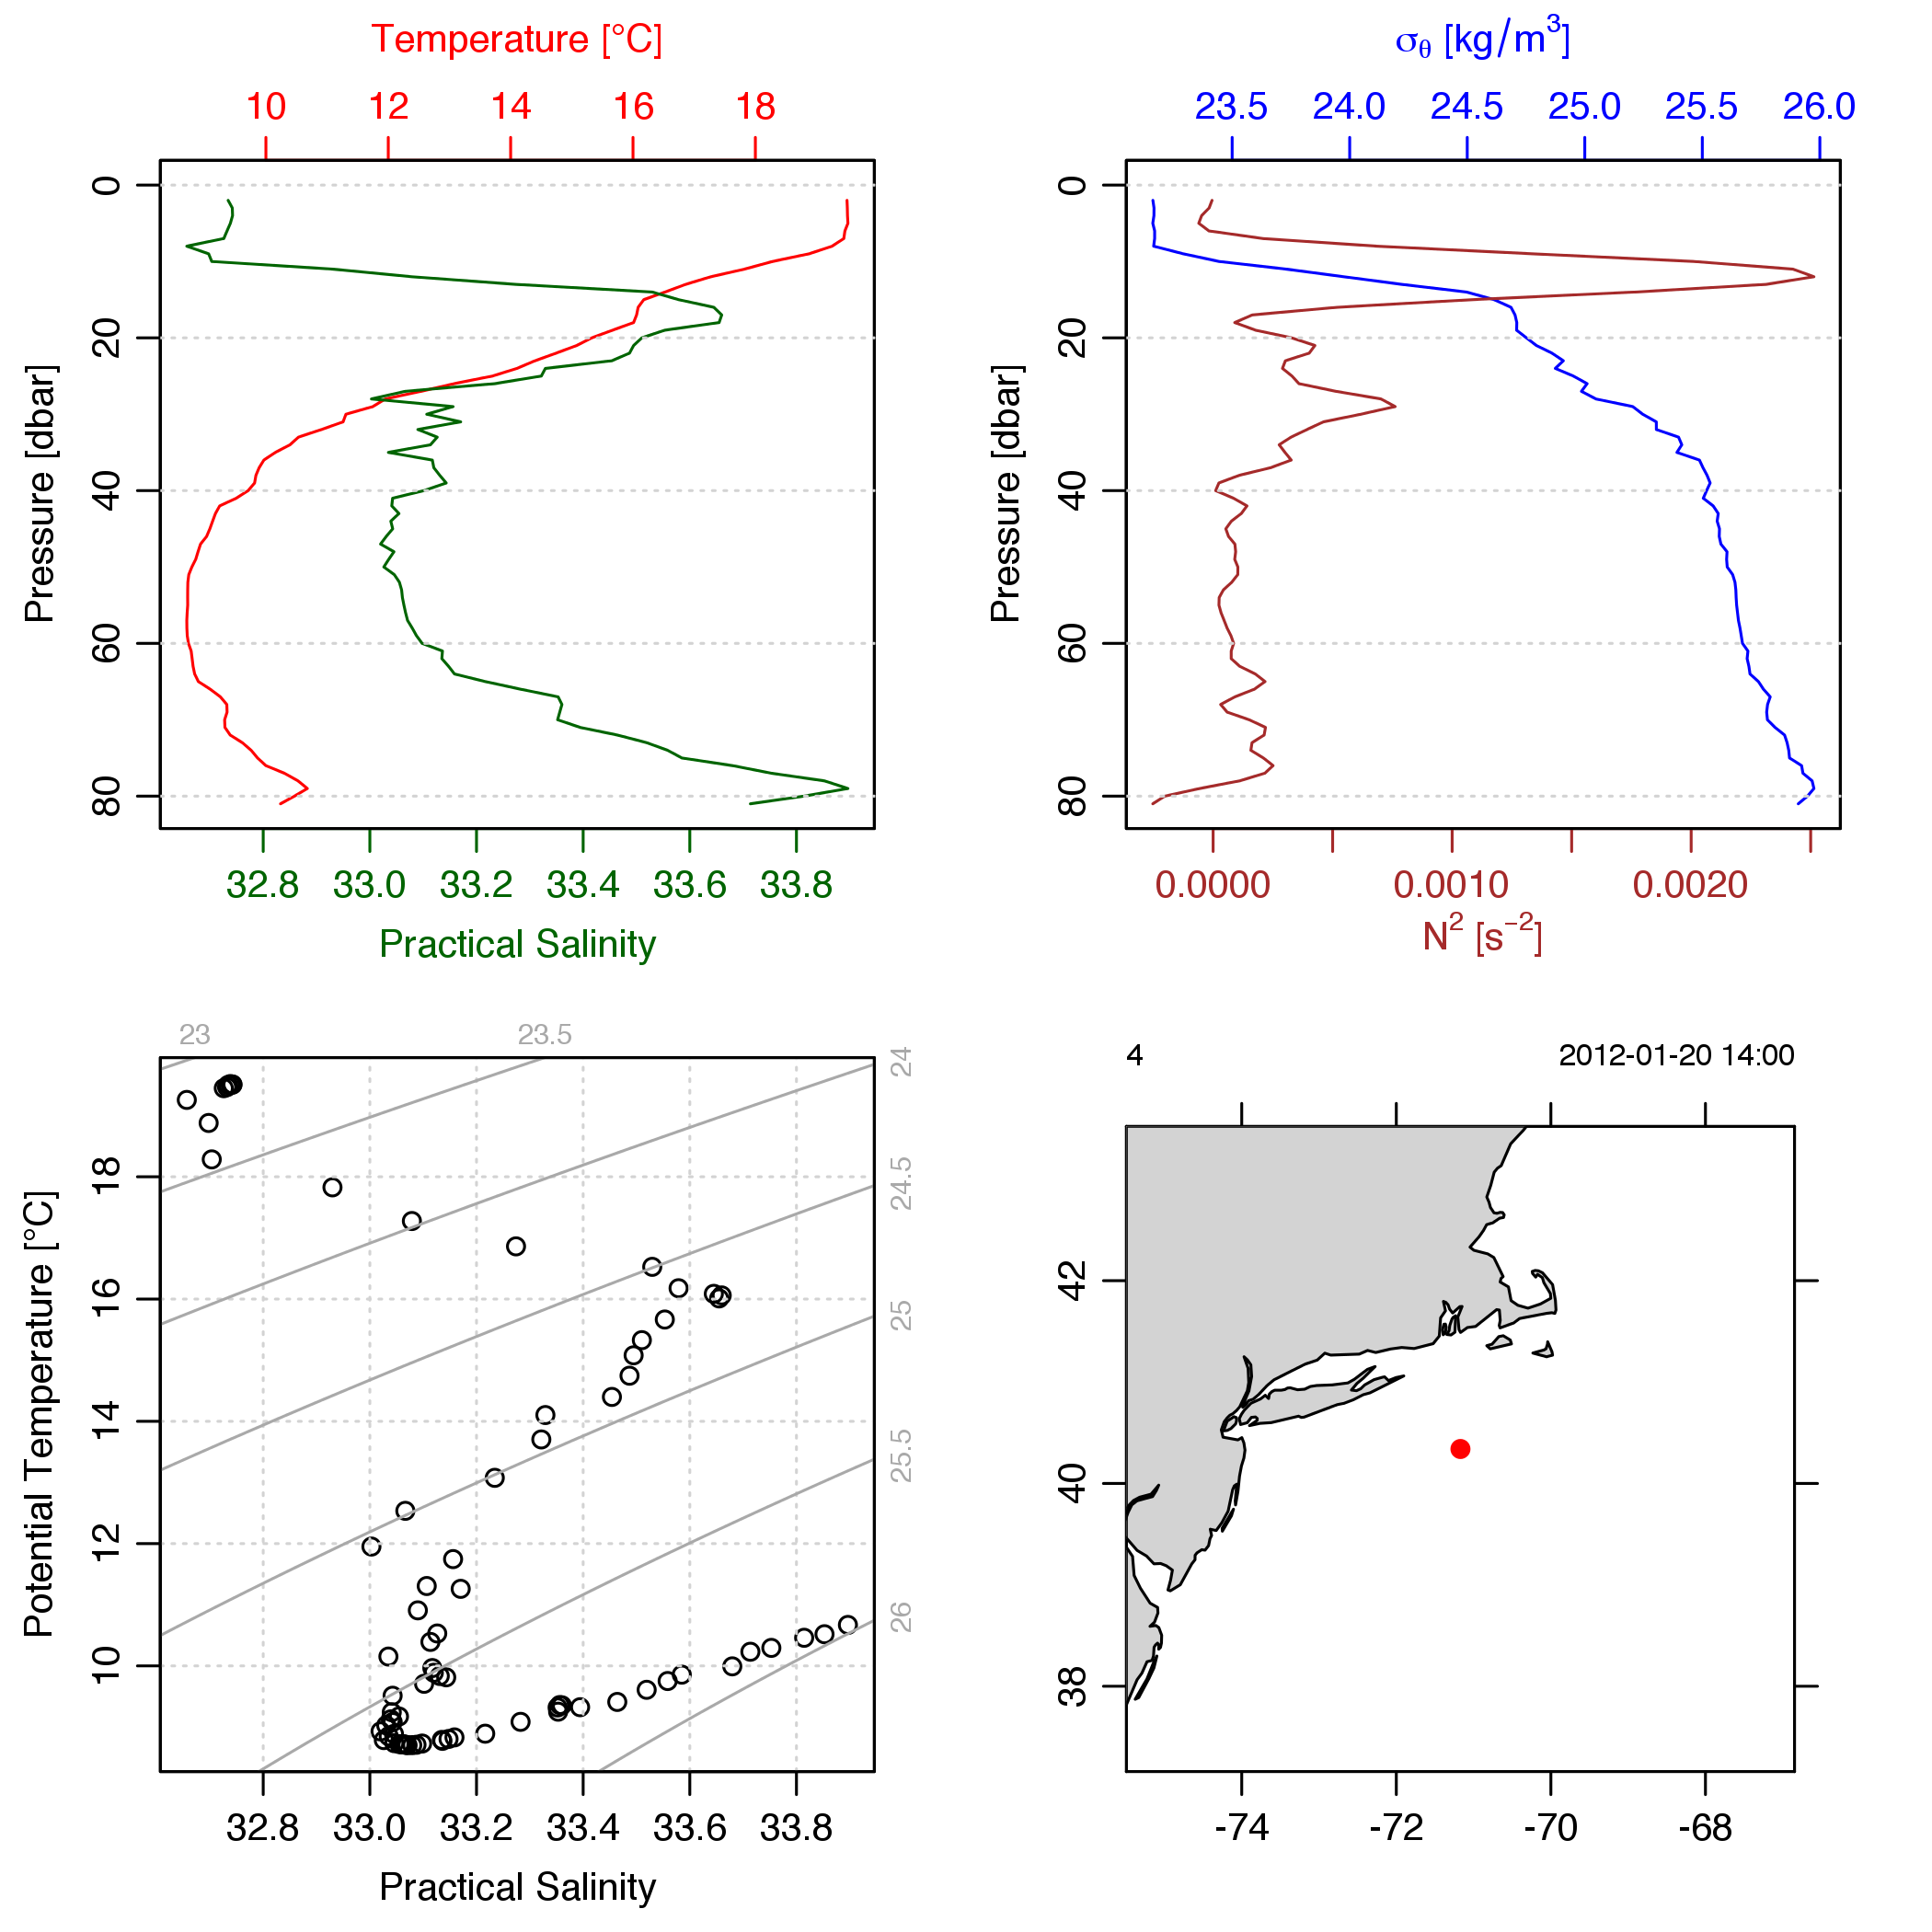 Temperature [°C]
10 12 14 16 18
0
20
40
60
80
Pressure [dbar]
32.8 33.0 33.2 33.4 33.6 33.8
Practical Salinity
σθ [kg/m³]
23.5 24.0 24.5 25.0 25.5 26.0
0
20
40
60
80
Pressure [dbar]
0.0000 0.0010 0.0020
N² [s⁻²]
23 23.5
24
24.5
25
25.5
26
18
16
14
12
10
Potential Temperature [°C]
32.8 33.0 33.2 33.4 33.6 33.8
Practical Salinity
4 2012-01-20 14:00
42
40
38
-74 -72 -70 -68